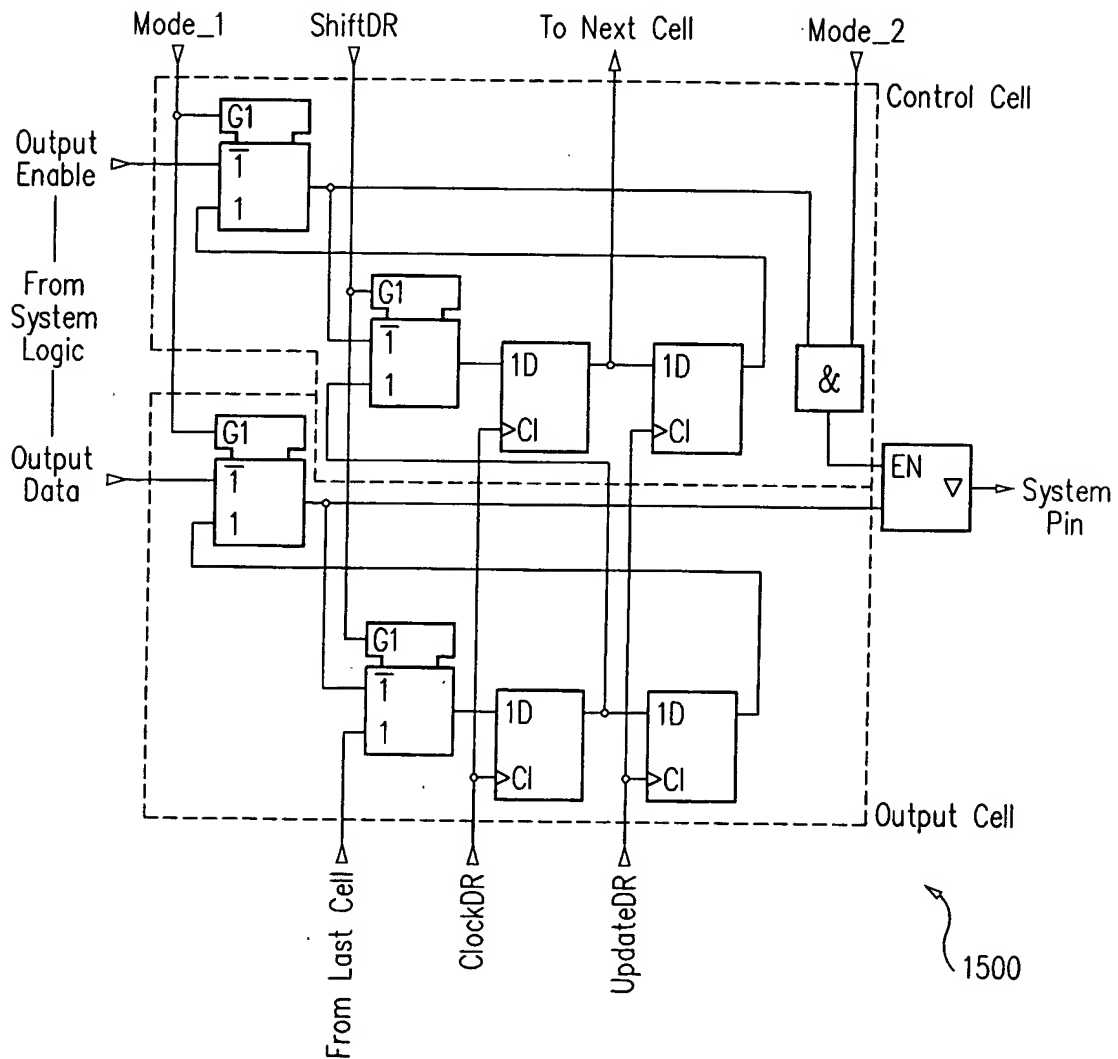 Mode_1
ShiftDR
To Next Cell
Mode_2
Control Cell
G1
Output
Enable
1
1
From
System
Logic
G1
1
1
1D
CI
1D
CI
&
Output
Data
G1
1
1
EN
System
Pin
G1
1
1
1D
CI
1D
CI
Output Cell
From Last Cell
ClockDR
UpdateDR
1500